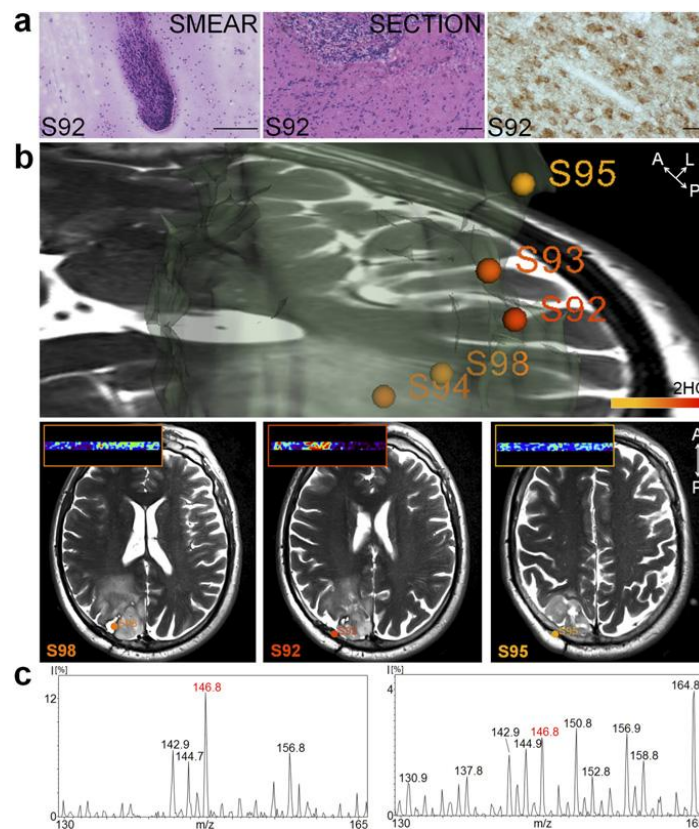 a
SMEAR
S92
SECTION
S92
S92
b
S95
S93
S92
S98
S94
A L
P
2HG
S98
S92
S95
S95
A
P
c
I[%]
12
0
130
m/z
165
142.9
144.7
146.8
156.8
I[%]
4
0
130
m/z
130.9
137.8
142.9
144.9
146.8
150.8
152.8
156.9
158.8
164.8